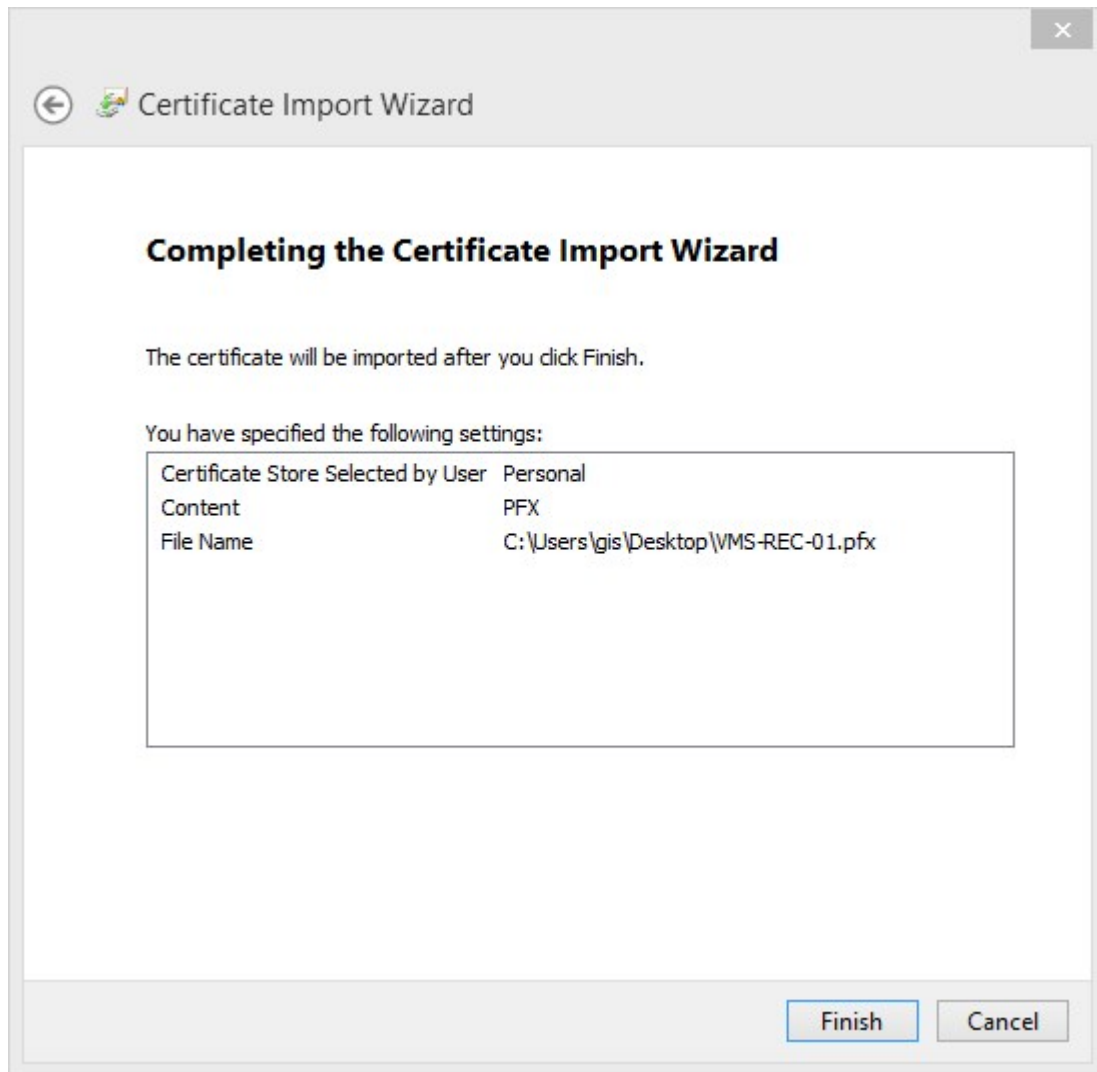 Certificate Import Wizard
Completing the Certificate Import Wizard
The certificate will be imported after you click Finish.
You have specified the following settings:
Certificate Store Selected by User Personal
Content PFX
File Name C:\Users\gis\Desktop\VMS-REC-01.pfx
Finish Cancel